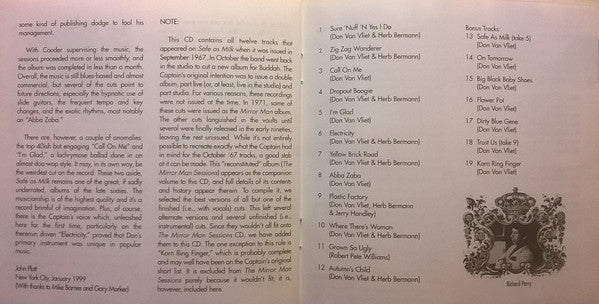 some kind of publishing dodge to fool his
management.
With Cooder supervising the music, the
sessions proceeded more or less smoothly, and
the album was completed in less than a month.
Overall, the music is still blues-based and almost
commercial, but several of the cuts point to
future directions, especially the hypnotic use of
slide guitars, the frequent tempo and key
changes, and the exotic rhythms, most notably
on "Abba Zaba."
There are, however, a couple of anomalies:
the top 40ish but engaging "Call On Me" and
"I'm Glad," a lachrymose ballad done in an
almost doo-wop style. It may, in its own way, be
the weirdest cut on the record. These two aside,
Safe as Milk remains one of the great, if sadly
underrated, albums of the late sixties. The
musicianship is of the highest quality and it's a
record brimful of imagination. Plus, of course,
there is the Captain's voice which, unleashed
here for the first time, particularly on the
theremin driven "Electricity," proved that Don's
primary instrument was unique in popular
music.
John Platt
New York City, January 1999
(With thanks to Mike Barnes and Gary Marker)
NOTE:
This CD contains all twelve tracks that
appeared on Safe as Milk when it was issued in
September 1967. In October the band went back
in the studio to cut a new album for Buddah. The
Captain's original intention was to issue a double
album, part live (or, at least, live in the studio) and
part studio. For various reasons, these recordings
were not issued at the time. In 1971, some of
these cuts were issued as the Mirror Man album.
The other cuts languished in the vaults until
several were finally released in the early nineties,
leaving the rest unissued. While it's not entirely
possible to recreate exactly what the Captain had
in mind for the October '67 tracks, a good stab
at it can be made. This "reconstituted" album (The
Mirror Man Sessions) appears as the companion
volume to this CD, and full details of its contents
and history appear therein. To compile it, we
selected the best versions of all but one of the
finished (i.e., with vocals) cuts. This left several
alternate versions and several unfinished (i.e.,
instrumental) cuts. Since they wouldn't all fit onto
The Mirror Man Sessions CD, we have added
them to this CD. The one exception to this rule is
"Korn Ring Finger," which is probably complete
and may well have been on the Captain's original
short list. It is excluded from The Mirror Man
Sessions purely because it wouldn't fit; it is,
however, included here.
1 Sure 'Nuff 'N Yes I Do
(Don Van Vliet & Herb Bermann)
2 Zig Zag Wanderer
(Don Van Vliet & Herb Bermann)
3 Call On Me
(Don Van Vliet)
4 Dropout Boogie
(Don Van Vliet & Herb Bermann)
5 I'm Glad
(Don Van Vliet)
6 Electricity
(Don Van Vliet & Herb Bermann)
7 Yellow Brick Road
(Don Van Vliet & Herb Bermann)
8 Abba Zaba
(Don Van Vliet)
9 Plastic Factory
(Don Van Vliet, Herb Bermann
& Jerry Handley)
10 Where There's Woman
(Don Van Vliet & Herb Bermann)
11 Grown So Ugly
(Robert Pete Williams)
12 Autumn's Child
(Don Van Vliet & Herb Bermann)
Bonus Tracks:
13 Safe As Milk (take 5)
(Don Van Vliet)
14 On Tomorrow
(Don Van Vliet)
15 Big Black Baby Shoes
(Don Van Vliet)
16 Flower Pot
(Don Van Vliet)
17 Dirty Blue Gene
(Don Van Vliet)
18 Trust Us (take 9)
(Don Van Vliet)
19 Korn Ring Finger
(Don Van Vliet)
Richard Perry